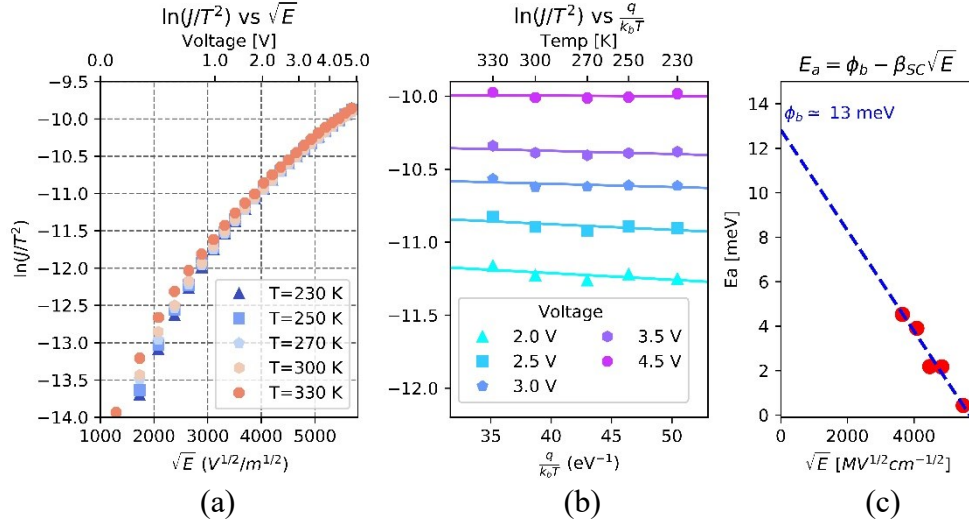 ln(J/T²) vs √E
Voltage [V]
0.0 1.0 2.0 3.0 4.0 5.0
−9.5
−10.0
−10.5
−11.0
−11.5
−12.0
−12.5
−13.0
−13.5
−14.0
ln(J/T²)
T=230 K
T=250 K
T=270 K
T=300 K
T=330 K
1000 2000 3000 4000 5000
√E (V^{1/2}/m^{1/2})
(a)
ln(J/T²) vs q/k_bT
Temp [K]
330 300 270 250 230
−10.0
−10.5
−11.0
−11.5
−12.0
Voltage
2.0 V
2.5 V
3.0 V
3.5 V
4.5 V
35 40 45 50
q/k_bT (eV⁻¹)
(b)
E_a = ϕ_b − β_{SC}√E
ϕ_b ≃ 13 meV
14
12
10
8
6
4
2
0
Ea [meV]
0 2000 4000
√E [MV^{1/2}cm^{−1/2}]
(c)